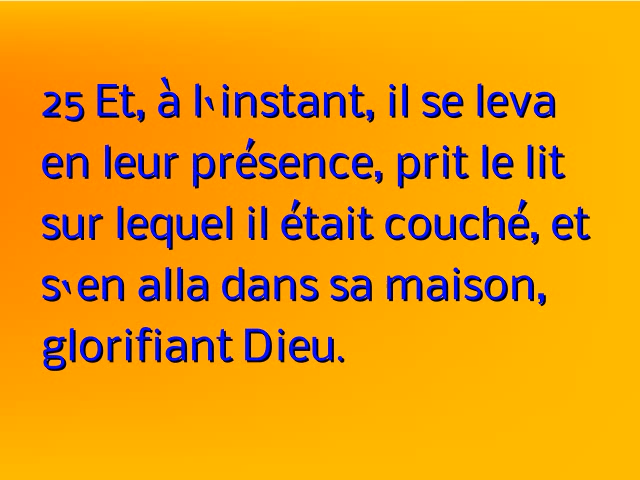 25 Et, à l`instant, il se leva
en leur présence, prit le lit
sur lequel il était couché, et
s`en alla dans sa maison,
glorifiant Dieu.